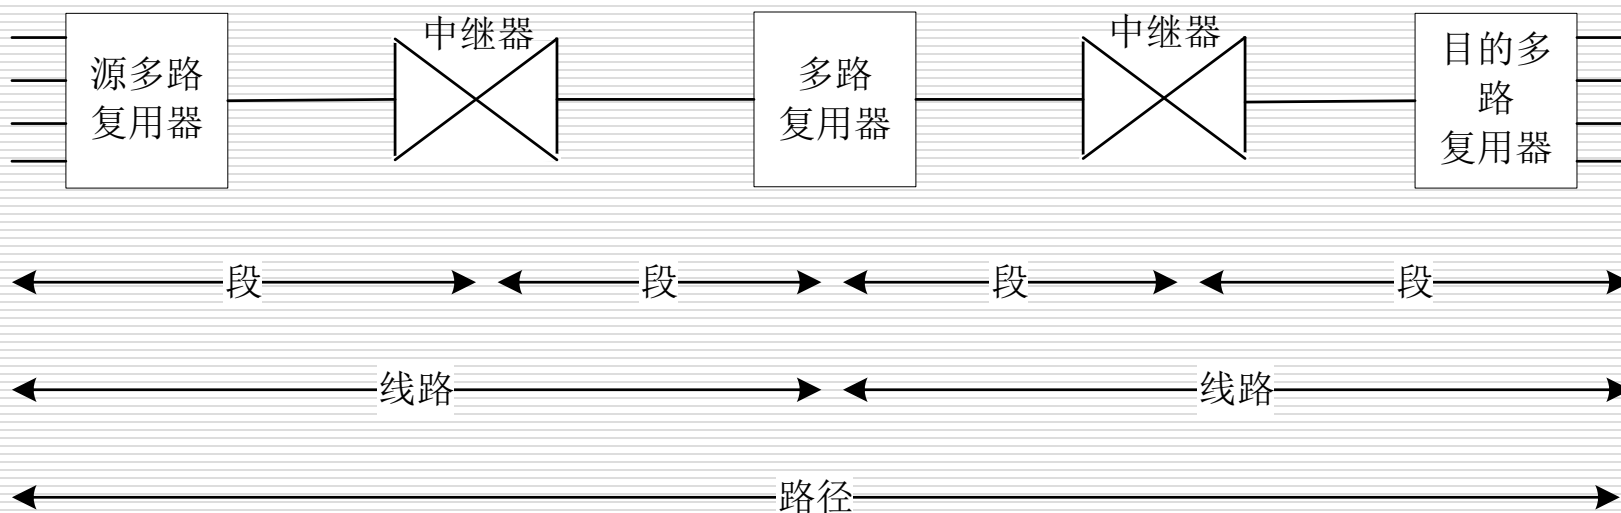 源多路
复用器
中继器
多路
复用器
中继器
目的多
路
复用器
段
段
段
段
线路
线路
路径